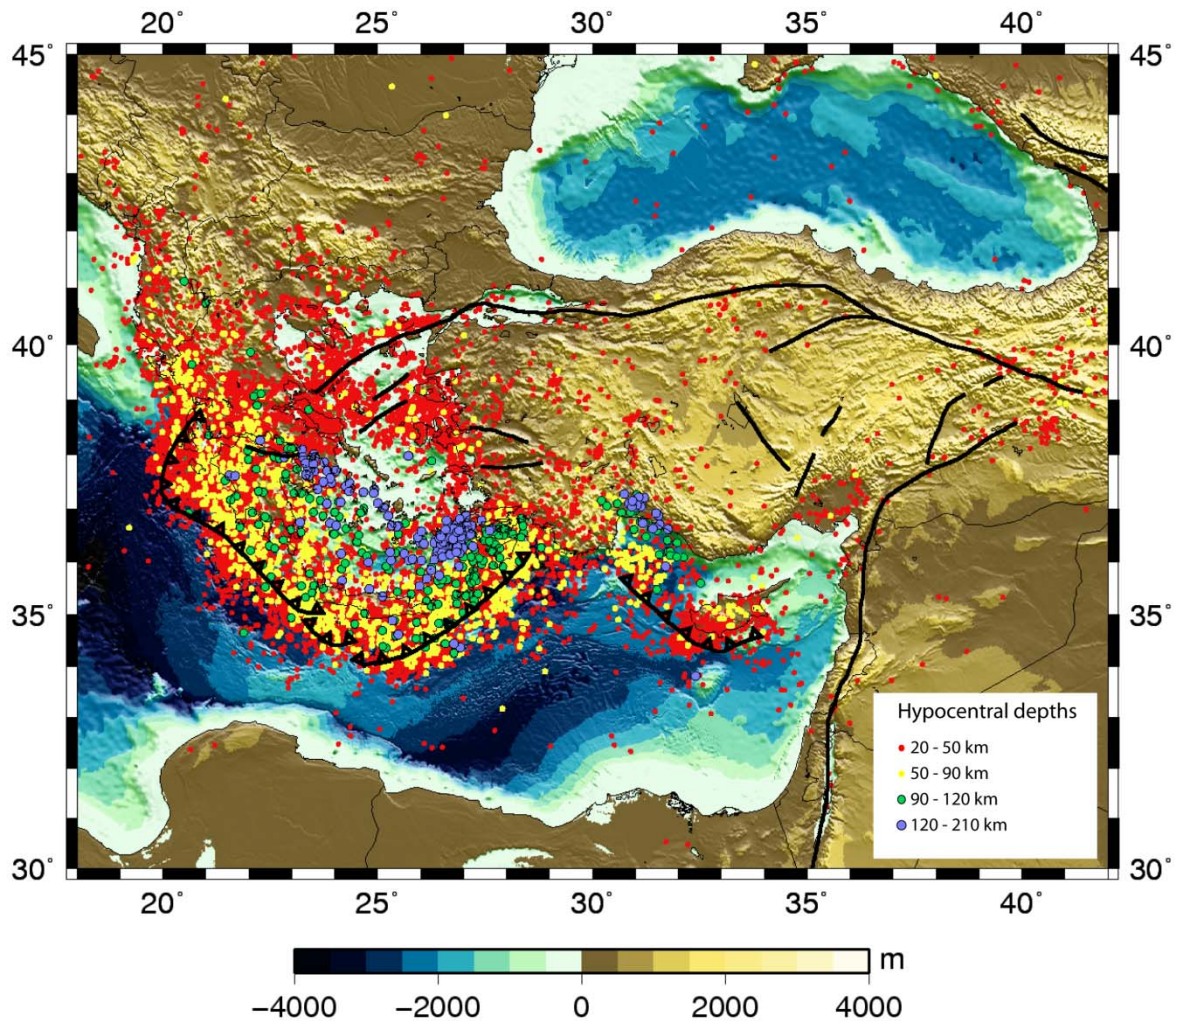 20° 25° 30° 35° 40°
45° 45°
40° 40°
35° 35°
Hypocentral depths
20 - 50 km
50 - 90 km
90 - 120 km
120 - 210 km
30° 30°
20° 25° 30° 35° 40°
m
−4000 −2000 0 2000 4000